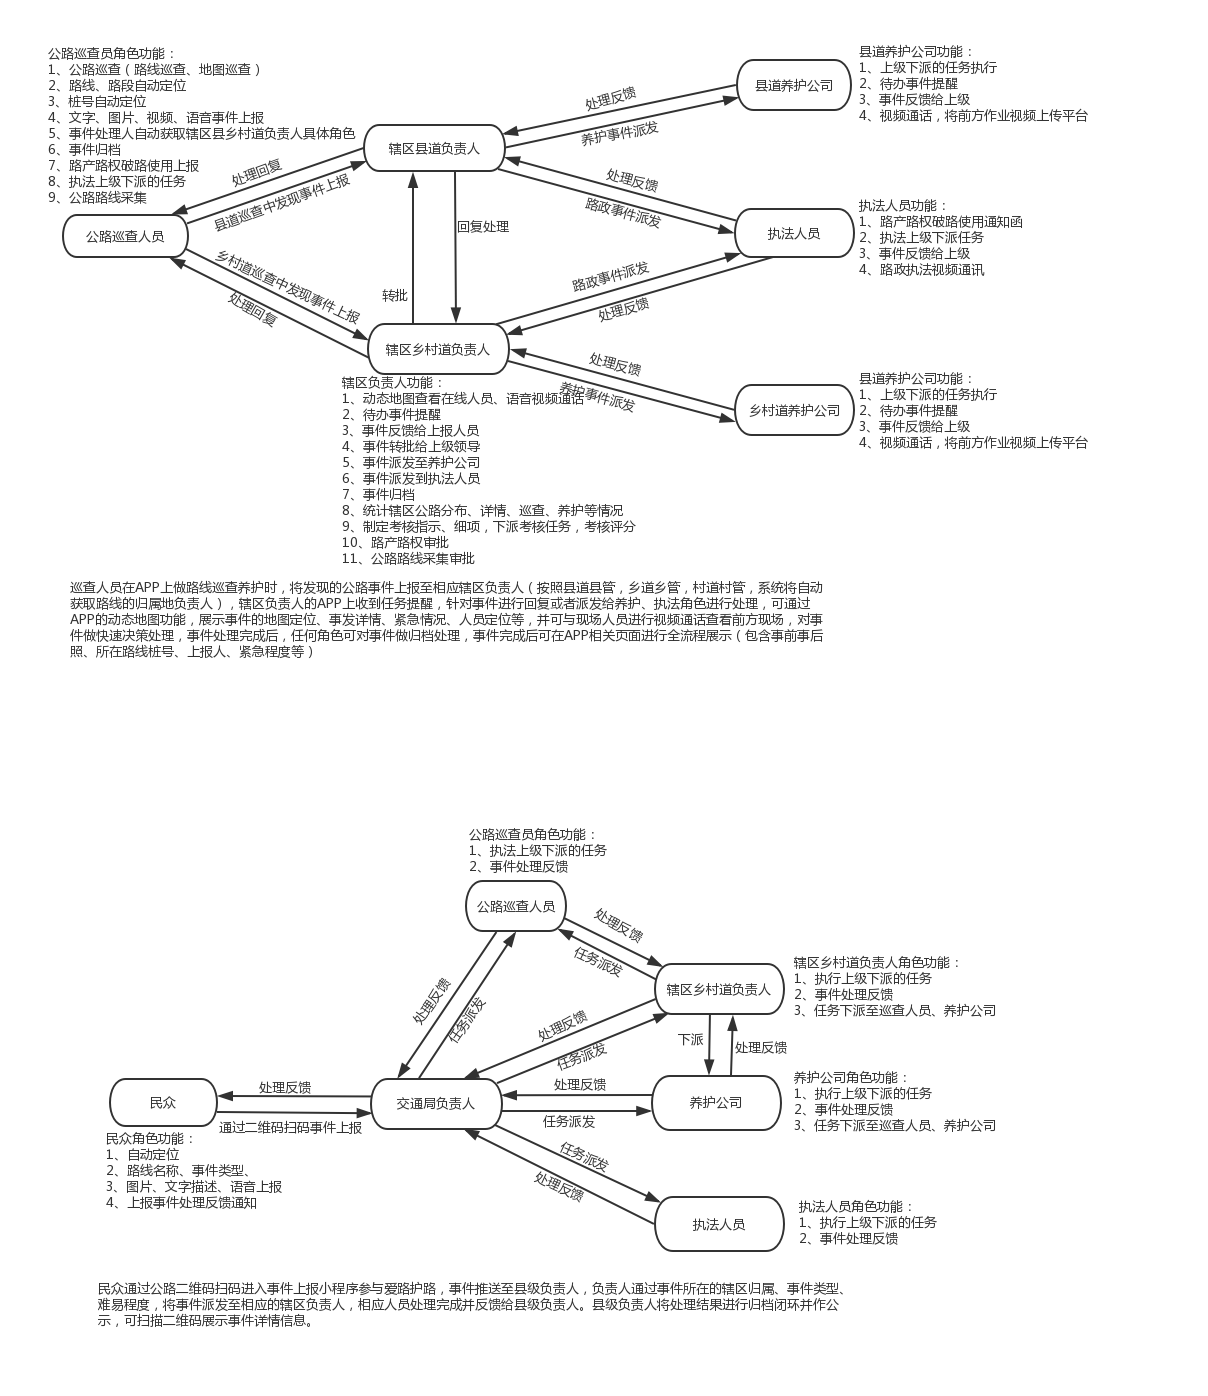 公路巡查员角色功能：
1、公路巡查（路线巡查、地图巡查）
2、路线、路段自动定位
3、桩号自动定位
4、文字、图片、视频、语音事件上报
5、事件处理人自动获取辖区县乡村道负责人具体角色
6、事件归档
7、路产路权破路使用上报
8、执法上级下派的任务
9、公路路线采集
公路巡查人员
处理回复
县道巡查中发现事件上报
乡村道巡查中发现事件上报
处理回复
辖区县道负责人
回复处理
转批
辖区乡村道负责人
处理反馈
养护事件派发
处理反馈
路政事件派发
路政事件派发
处理反馈
处理反馈
养护事件派发
县道养护公司
县道养护公司功能：
1、上级下派的任务执行
2、待办事件提醒
3、事件反馈给上级
4、视频通话，将前方作业视频上传平台
执法人员
执法人员功能：
1、路产路权破路使用通知函
2、执法上级下派任务
3、事件反馈给上级
4、路政执法视频通讯
乡村道养护公司
县道养护公司功能：
1、上级下派的任务执行
2、待办事件提醒
3、事件反馈给上级
4、视频通话，将前方作业视频上传平台
辖区负责人功能：
1、动态地图查看在线人员、语音视频通话
2、待办事件提醒
3、事件反馈给上报人员
4、事件转批给上级领导
5、事件派发至养护公司
6、事件派发到执法人员
7、事件归档
8、统计辖区公路分布、详情、巡查、养护等情况
9、制定考核指示、细项，下派考核任务，考核评分
10、路产路权审批
11、公路路线采集审批
巡查人员在APP上做路线巡查养护时，将发现的公路事件上报至相应辖区负责人（按照县道县管，乡道乡管，村道村管，系统将自动
获取路线的归属地负责人），辖区负责人的APP上收到任务提醒，针对事件进行回复或者派发给养护、执法角色进行处理，可通过
APP的动态地图功能，展示事件的地图定位、事发详情、紧急情况、人员定位等，并可与现场人员进行视频通话查看前方现场，对事
件做快速决策处理，事件处理完成后，任何角色可对事件做归档处理，事件完成后可在APP相关页面进行全流程展示（包含事前事后
照、所在路线桩号、上报人、紧急程度等）
公路巡查员角色功能：
1、执法上级下派的任务
2、事件处理反馈
公路巡查人员
处理反馈
任务派发
处理反馈
任务派发
辖区乡村道负责人
辖区乡村道负责人角色功能：
1、执行上级下派的任务
2、事件处理反馈
3、任务下派至巡查人员、养护公司
处理反馈
任务派发
下派
处理反馈
民众
处理反馈
通过二维码扫码事件上报
交通局负责人
处理反馈
任务派发
养护公司
养护公司角色功能：
1、执行上级下派的任务
2、事件处理反馈
3、任务下派至巡查人员、养护公司
民众角色功能：
1、自动定位
2、路线名称、事件类型、
3、图片、文字描述、语音上报
4、上报事件处理反馈通知
任务派发
处理反馈
执法人员
执法人员角色功能：
1、执行上级下派的任务
2、事件处理反馈
民众通过公路二维码扫码进入事件上报小程序参与爱路护路，事件推送至县级负责人，负责人通过事件所在的辖区归属、事件类型、
难易程度，将事件派发至相应的辖区负责人，相应人员处理完成并反馈给县级负责人。县级负责人将处理结果进行归档闭环并作公
示，可扫描二维码展示事件详情信息。